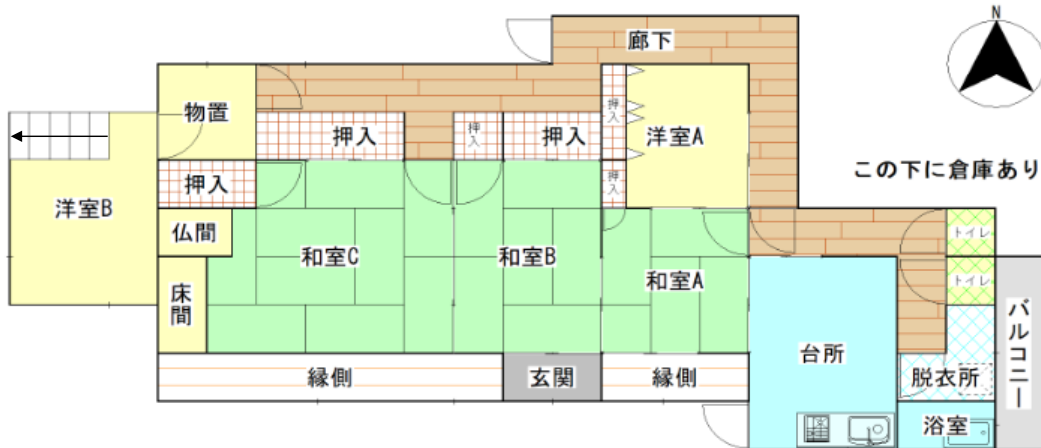 N
廊下
物置
押入
押入
押入
押入
洋室A
この下に倉庫あり
押入
押入
洋室B
仏間
トイレ
和室C
和室B
和室A
トイレ
床間
バルコニー
台所
縁側
玄関
縁側
脱衣所
浴室